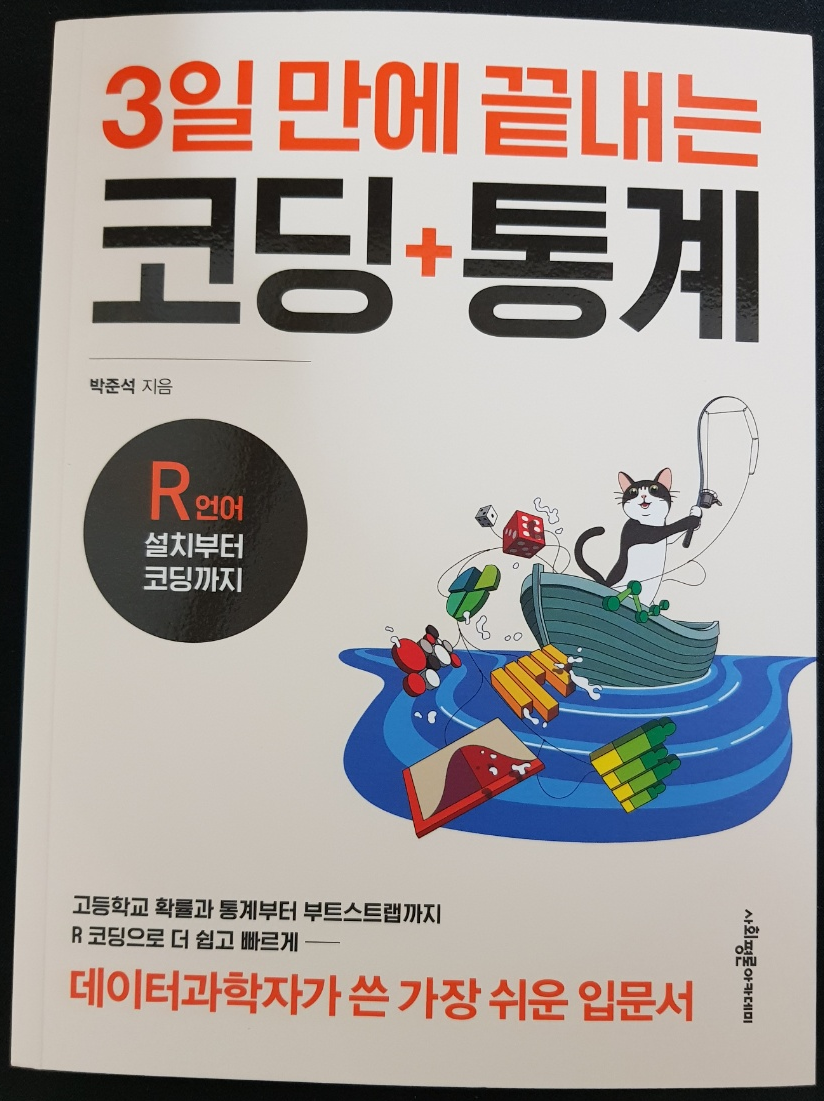 3일 만에 끝내는
코딩+통계
박준석 지음
R 언어
설치부터
코딩까지
고등학교 확률과 통계부터 부트스트랩까지
R 코딩으로 더 쉽고 빠르게 ──
데이터과학자가 쓴 가장 쉬운 입문서
사회평론아카데미